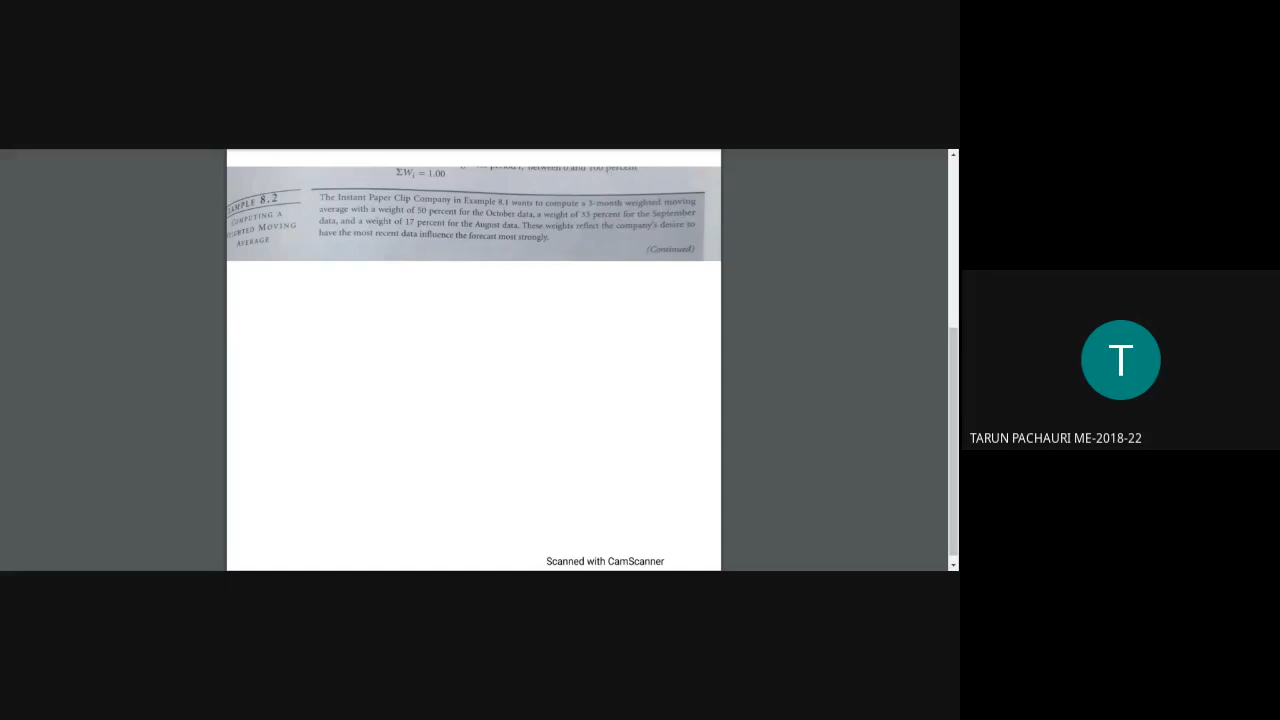 period i, between 0 and 100 percent
ΣWi = 1.00
AMPLE 8.2
COMPUTING A
MOVING
AVERAGE
The Instant Paper Clip Company in Example 8.1 wants to compute a 3-month weighted moving
average with a weight of 50 percent for the October data, a weight of 33 percent for the September
data, and a weight of 17 percent for the August data. These weights reflect the company's desire to
have the most recent data influence the forecast most strongly.
(Continued)
Scanned with CamScanner
T
TARUN PACHAURI ME-2018-22